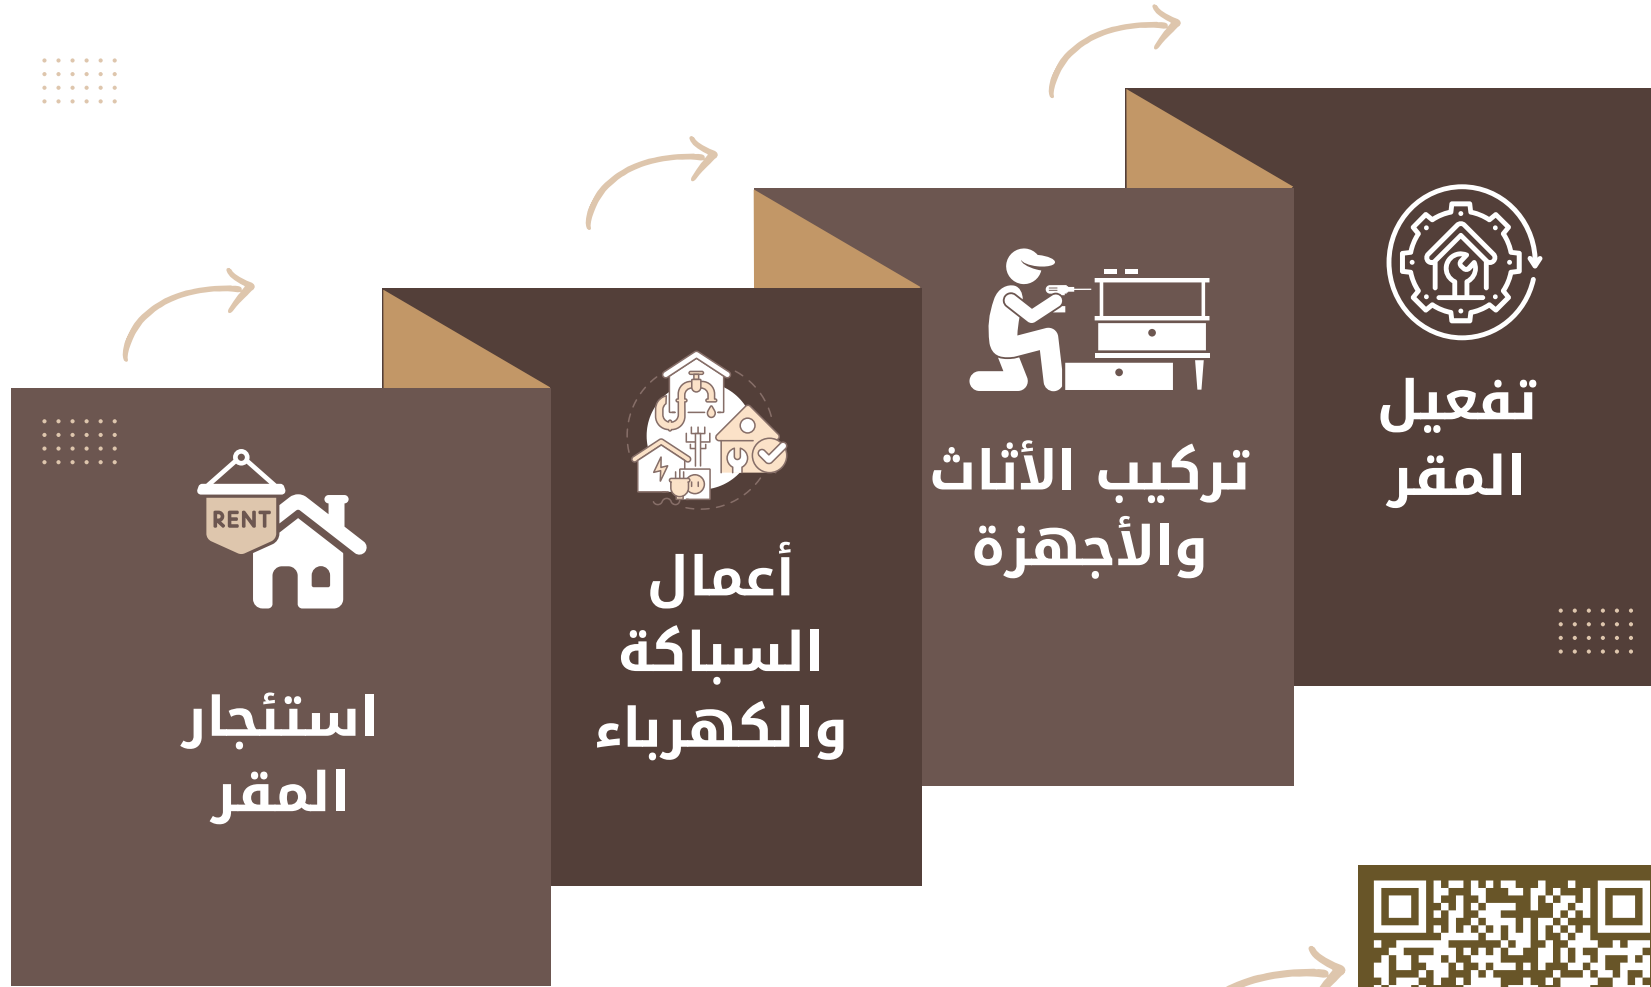 RENT
استئجار
المقر
أعمال
السباكة
والكهرباء
تركيب الأثاث
والأجهزة
تفعيل
المقر